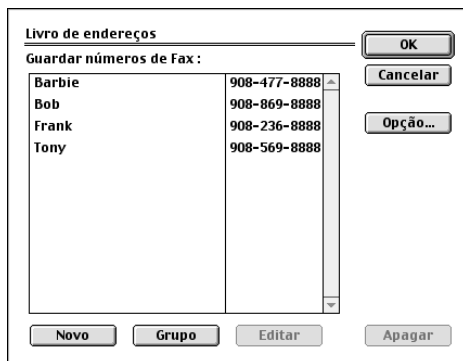 Livro de endereços
OK
Guardar números de Fax :
Cancelar
Barbie 908-477-8888
Bob 908-869-8888
Frank 908-236-8888
Opção...
Tony 908-569-8888
Novo Grupo Editar Apagar